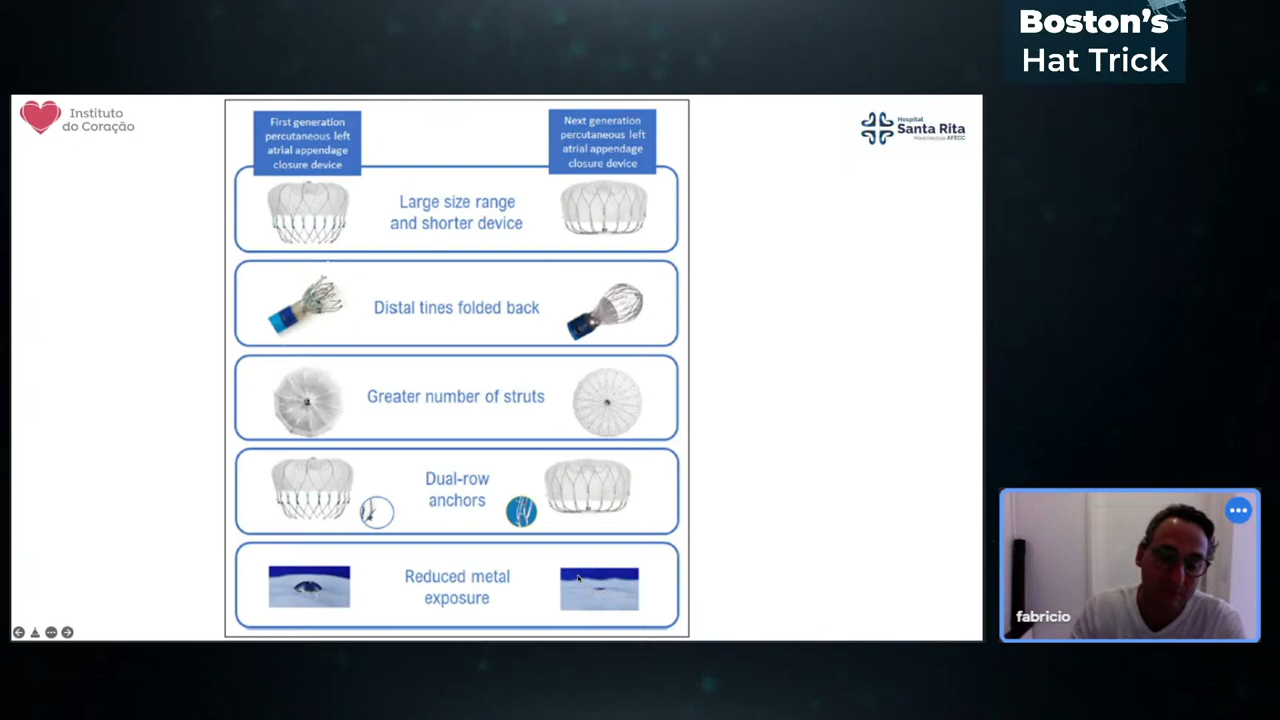 Boston's
Hat Trick
Instituto
do Coração
Hospital
Santa Rita
AFECC
First generation
percutaneous left
atrial appendage
closure device
Next generation
percutaneous left
atrial appendage
closure device
Large size range
and shorter device
Distal tines folded back
Greater number of struts
Dual-row
anchors
Reduced metal
exposure
fabricio